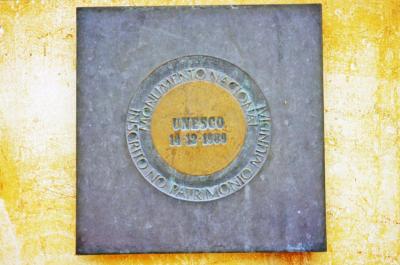 MONUMENTO NACIONAL
UNESCO
14-12-1989
INSCRITO NO PATRIMONIO MUNDIAL